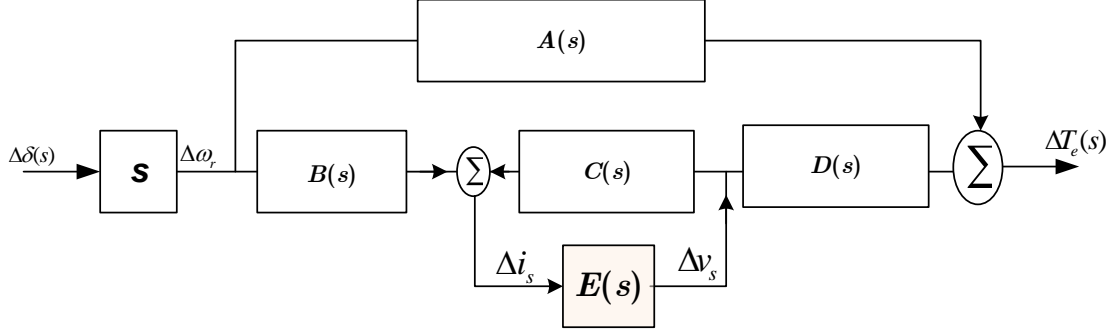 A(s)
Δδ(s)
s
Δω_r
B(s)
Σ
C(s)
D(s)
Σ
ΔT_e(s)
Δi_s
E(s)
Δv_s